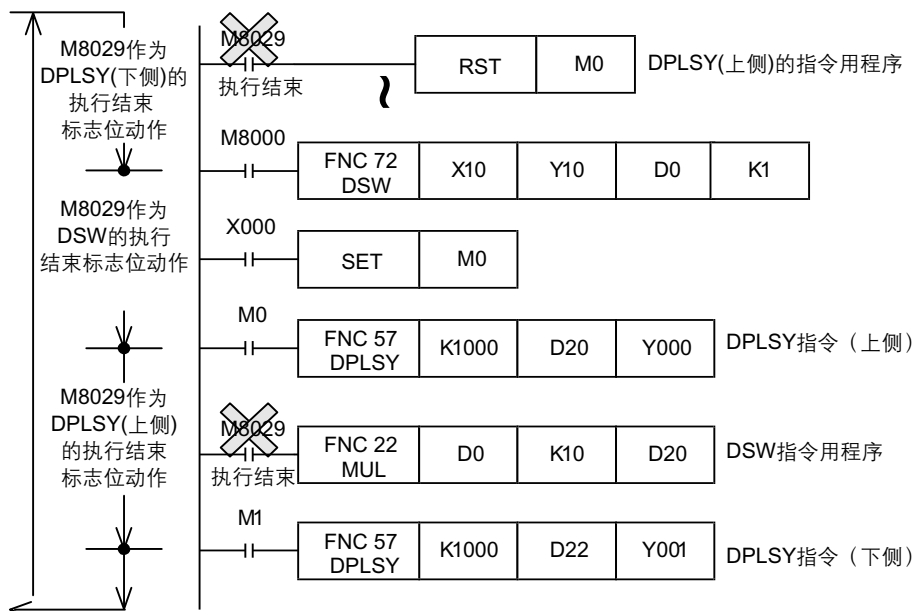 M8029作为
DPLSY(下侧)的
执行结束
标志位动作
M8029
执行结束
RST M0
DPLSY(上侧)的指令用程序
M8000
FNC 72
DSW
X10 Y10 D0 K1
M8029作为
DSW的执行
结束标志位动作
X000
SET M0
M0
FNC 57
DPLSY
K1000 D20 Y000
DPLSY指令（上侧）
M8029作为
DPLSY(上侧)
的执行结束
标志位动作
M8029
执行结束
FNC 22
MUL
D0 K10 D20
DSW指令用程序
M1
FNC 57
DPLSY
K1000 D22 Y001
DPLSY指令（下侧）